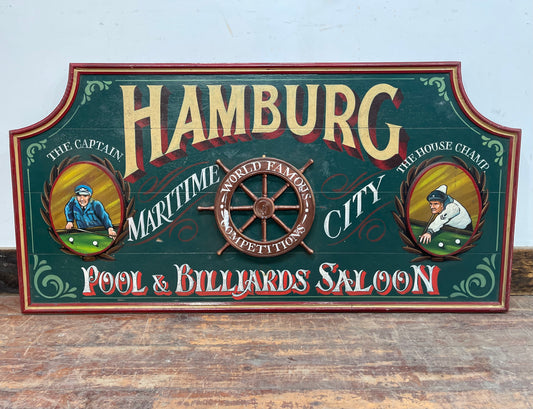 HAMBURG
THE CAPTAIN
THE HOUSE CHAMP.
MARITIME CITY
WORLD FAMOUS
COMPETITIONS
POOL & BILLIARDS SALOON